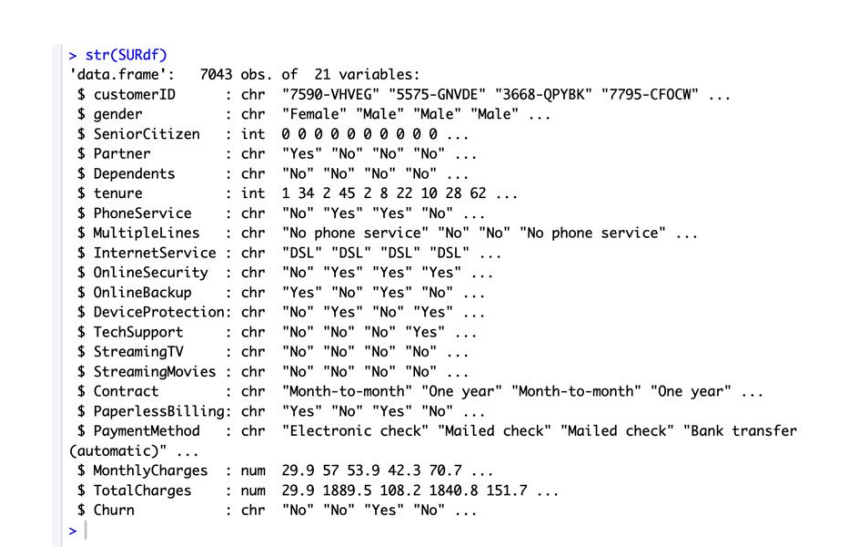 > str(SURdf)
'data.frame':   7043 obs. of  21 variables:
 $ customerID      : chr  "7590-VHVEG" "5575-GNVDE" "3668-QPYBK" "7795-CFOCW" ...
 $ gender          : chr  "Female" "Male" "Male" "Male" ...
 $ SeniorCitizen   : int  0 0 0 0 0 0 0 0 0 0 ...
 $ Partner         : chr  "Yes" "No" "No" "No" ...
 $ Dependents      : chr  "No" "No" "No" "No" ...
 $ tenure          : int  1 34 2 45 2 8 22 10 28 62 ...
 $ PhoneService    : chr  "No" "Yes" "Yes" "No" ...
 $ MultipleLines   : chr  "No phone service" "No" "No" "No phone service" ...
 $ InternetService : chr  "DSL" "DSL" "DSL" "DSL" ...
 $ OnlineSecurity  : chr  "No" "Yes" "Yes" "Yes" ...
 $ OnlineBackup    : chr  "Yes" "No" "Yes" "No" ...
 $ DeviceProtection: chr  "No" "Yes" "No" "Yes" ...
 $ TechSupport     : chr  "No" "No" "No" "Yes" ...
 $ StreamingTV     : chr  "No" "No" "No" "No" ...
 $ StreamingMovies : chr  "No" "No" "No" "No" ...
 $ Contract        : chr  "Month-to-month" "One year" "Month-to-month" "One year" ...
 $ PaperlessBilling: chr  "Yes" "No" "Yes" "No" ...
 $ PaymentMethod   : chr  "Electronic check" "Mailed check" "Mailed check" "Bank transfer
(automatic)" ...
 $ MonthlyCharges  : num  29.9 57 53.9 42.3 70.7 ...
 $ TotalCharges    : num  29.9 1889.5 108.2 1840.8 151.7 ...
 $ Churn           : chr  "No" "No" "Yes" "No" ...
>